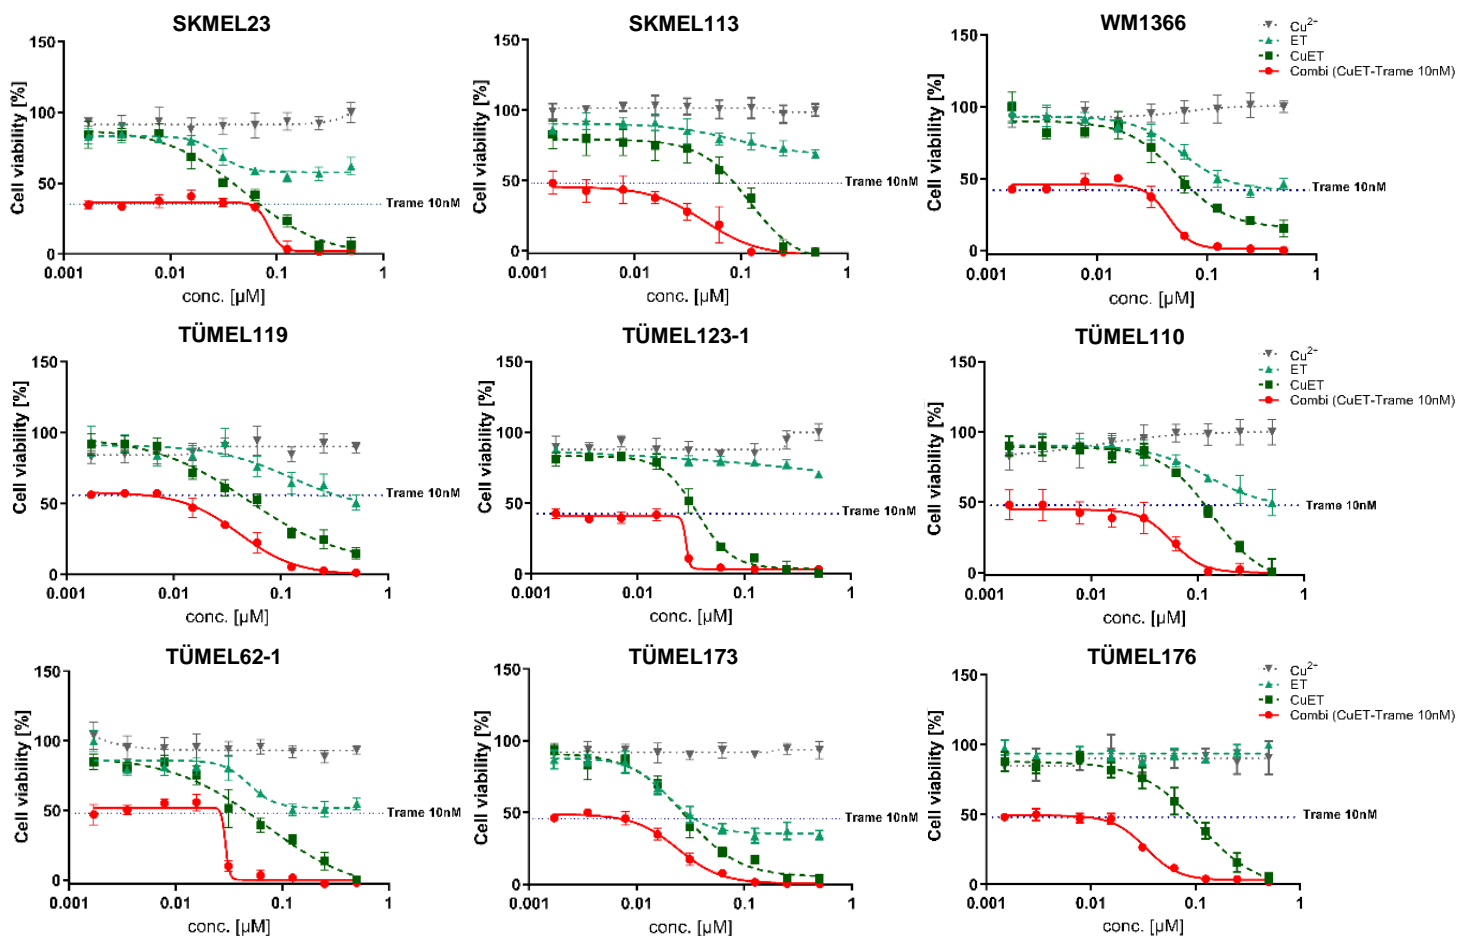 SKMEL23
Cell viability [%]
150
100
50
0
0.001
0.01
0.1
1
conc. [µM]
Trame 10nM
SKMEL113
Cell viability [%]
150
100
50
0
0.001
0.01
0.1
1
conc. [µM]
Trame 10nM
WM1366
Cell viability [%]
150
100
50
0
0.001
0.01
0.1
1
conc. [µM]
Trame 10nM
Cu²⁻
ET
CuET
Combi (CuET-Trame 10nM)
TÜMEL119
Cell viability [%]
150
100
50
0
0.001
0.01
0.1
1
conc. [µM]
Trame 10nM
TÜMEL123-1
Cell viability [%]
150
100
50
0
0.001
0.01
0.1
1
conc. [µM]
Trame 10nM
TÜMEL110
Cell viability [%]
150
100
50
0
0.001
0.01
0.1
1
conc. [µM]
Trame 10nM
Cu²⁻
ET
CuET
Combi (CuET-Trame 10nM)
TÜMEL62-1
Cell viability [%]
150
100
50
0
0.001
0.01
0.1
1
conc. [µM]
Trame 10nM
TÜMEL173
Cell viability [%]
150
100
50
0
0.001
0.01
0.1
1
conc. [µM]
Trame 10nM
TÜMEL176
Cell viability [%]
150
100
50
0
0.001
0.01
0.1
1
conc. [µM]
Trame 10nM
Cu²⁻
ET
CuET
Combi (CuET-Trame 10nM)